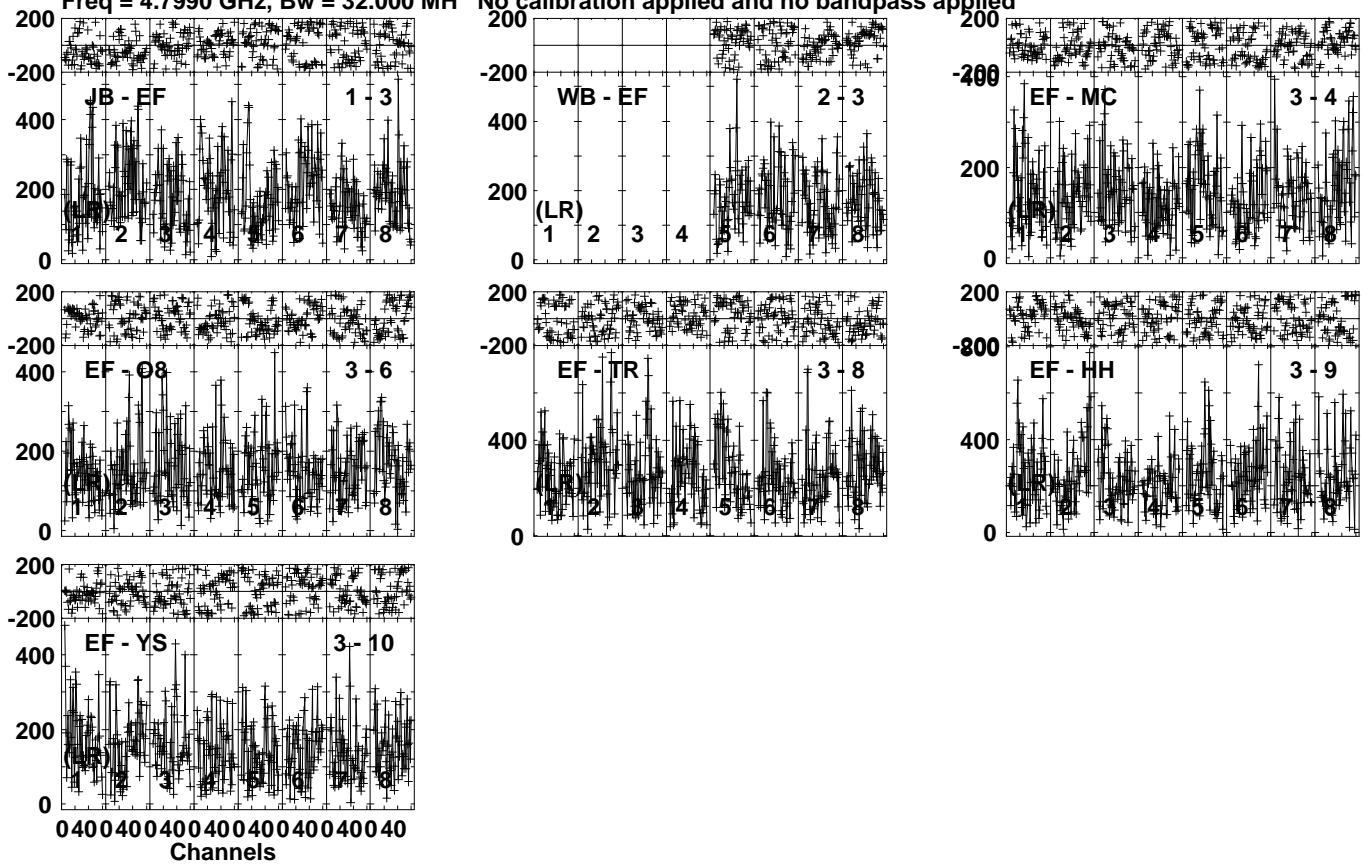 Freq = 4.7990 GHz, Bw = 32.000 MH No calibration applied and no bandpass applied
200
-200
JB - EF 1 - 3
400
200
(LR)
1 2 3 4 5 6 7 8
0
WB - EF 2 - 3
400
200
(LR)
1 2 3 4 5 6 7 8
0
200
-200
400
EF - MC 3 - 4
200
(LR)
1 2 3 4 5 6 7 8
0
200
-200
EF - O8 3 - 6
400
200
(LR)
1 2 3 4 5 6 7 8
0
200
-200
EF - TR 3 - 8
400
(LR)
1 2 3 4 5 6 7 8
0
200
-200
800
EF - HH 3 - 9
400
(LR)
1 2 3 4 5 6 7 8
0
200
-200
EF - YS 3 - 10
400
200
(LR)
1 2 3 4 5 6 7 8
0
0 40 0 40 0 40 0 40 0 40 0 40 0 40 0 40
Channels